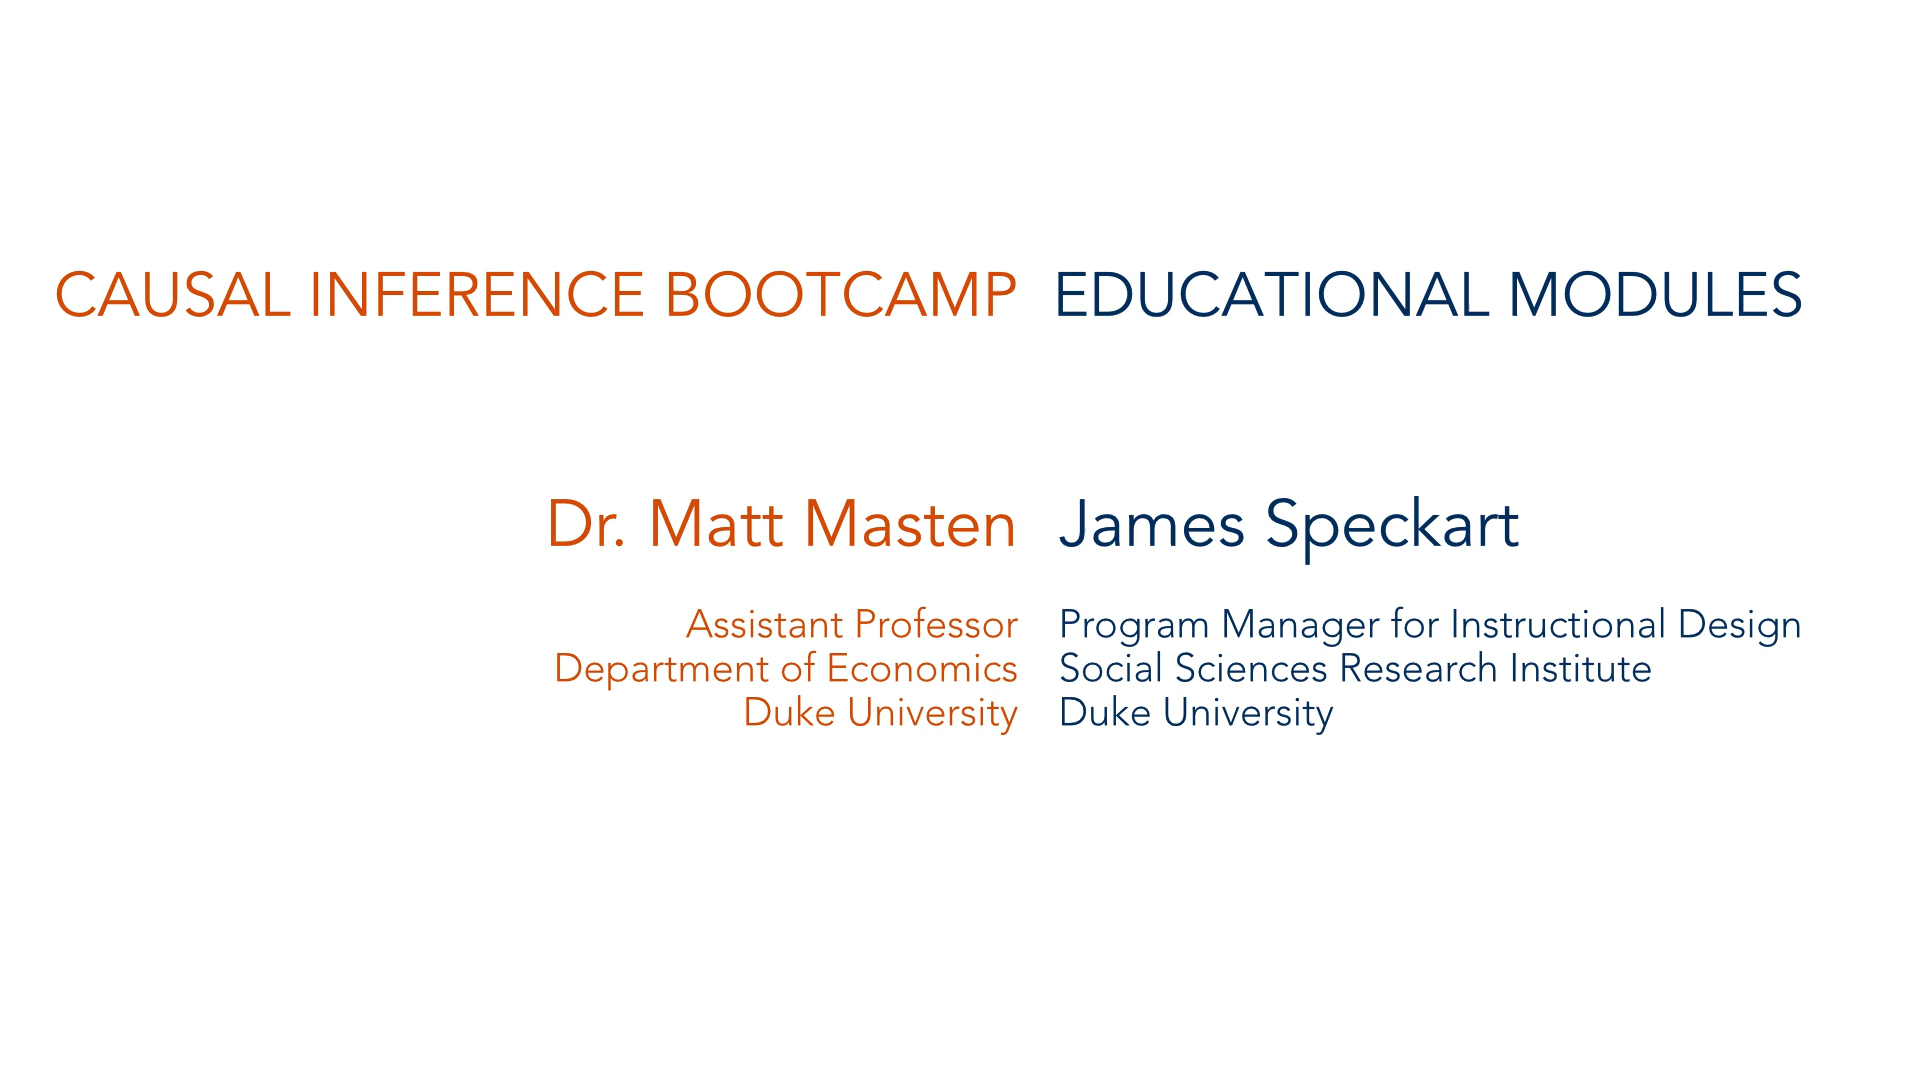 CAUSAL INFERENCE BOOTCAMP EDUCATIONAL MODULES
Dr. Matt Masten
Assistant Professor
Department of Economics
Duke University
James Speckart
Program Manager for Instructional Design
Social Sciences Research Institute
Duke University